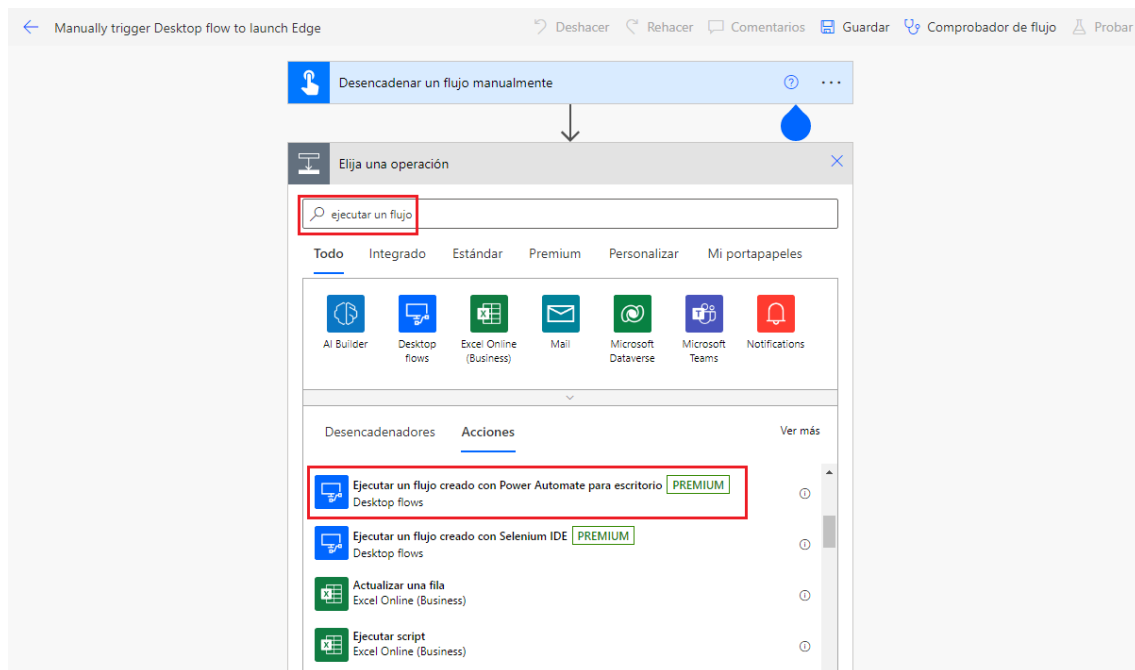 Manually trigger Desktop flow to launch Edge
Deshacer
Rehacer
Comentarios
Guardar
Comprobador de flujo
Probar
Desencadenar un flujo manualmente
Elija una operación
ejecutar un flujo
Todo
Integrado
Estándar
Premium
Personalizar
Mi portapapeles
AI Builder
Desktop
flows
Excel Online
(Business)
Mail
Microsoft
Dataverse
Microsoft
Teams
Notifications
Desencadenadores
Acciones
Ver más
Ejecutar un flujo creado con Power Automate para escritorio PREMIUM
Desktop flows
Ejecutar un flujo creado con Selenium IDE PREMIUM
Desktop flows
Actualizar una fila
Excel Online (Business)
Ejecutar script
Excel Online (Business)